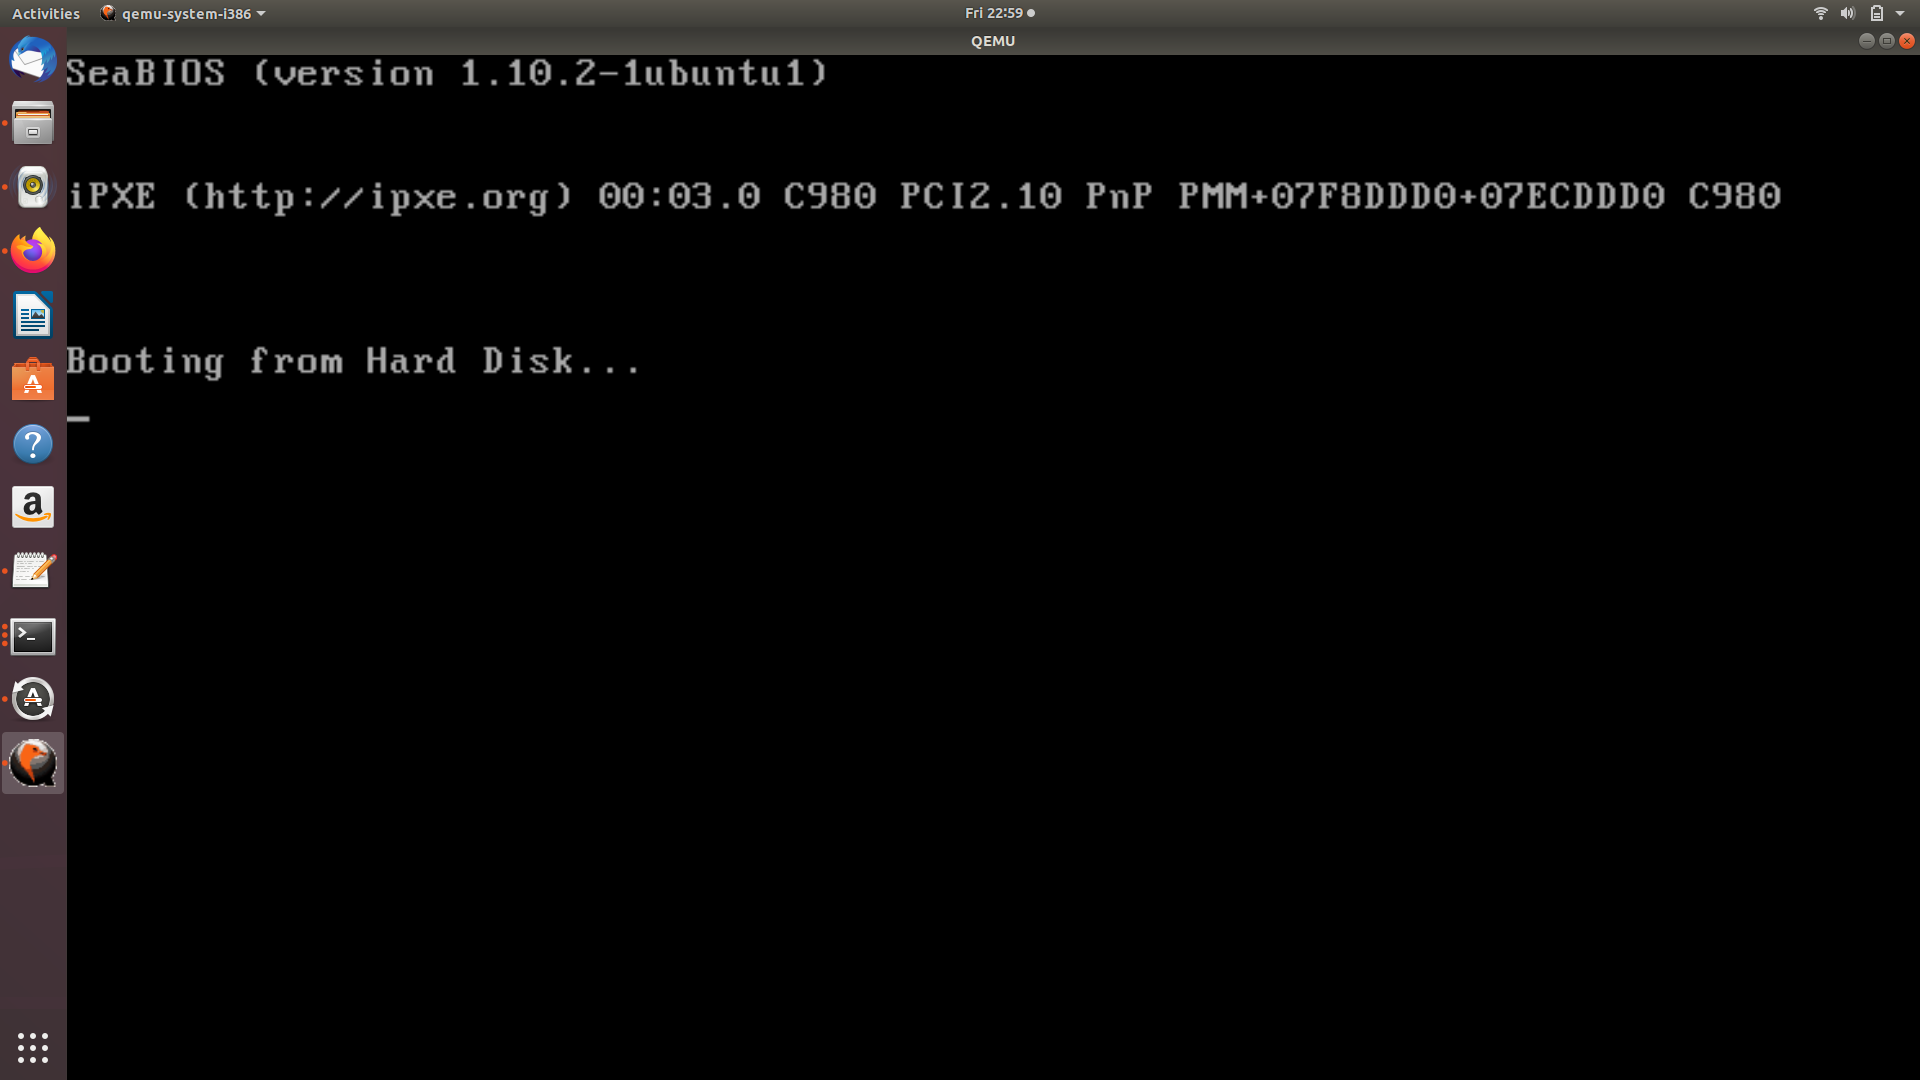 Activities qemu-system-i386 Fri 22:59
QEMU
SeaBIOS (version 1.10.2-1ubuntu1)
iPXE (http://ipxe.org) 00:03.0 C980 PCI2.10 PnP PMM+07F8DDD0+07ECDDD0 C980
Booting from Hard Disk...